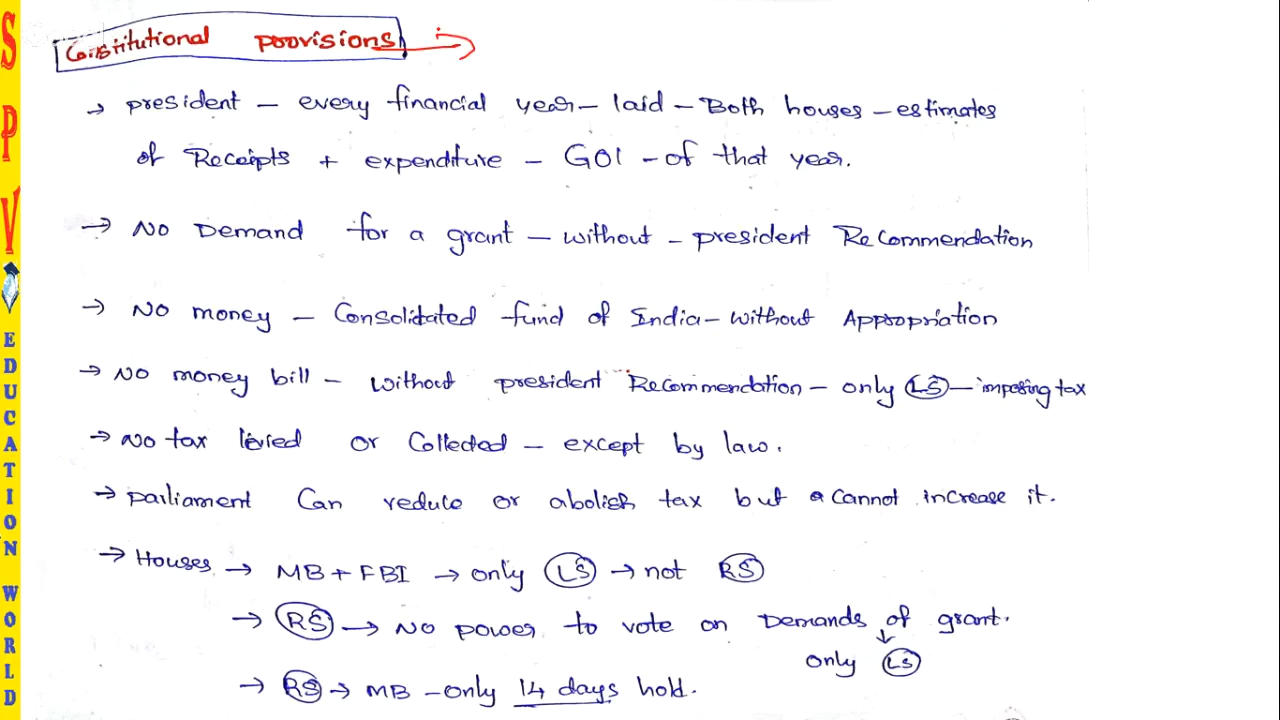 SPV EDUCATION WORLD
Constitutional provisions
→ president - every financial year - laid - Both houses - estimates
of Receipts + expenditure - GOI - of that year.
→ No Demand for a grant - without - president Recommendation
→ No money - Consolidated fund of India - without Appropriation
→ No money bill - without president Recommendation - only LS - imposing tax
→ No tax levied or Collected - except by law.
→ parliament Can reduce or abolish tax but cannot increase it.
→ Houses → MB + FBI → only LS → not RS
→ RS → No power to vote on Demands of grant.
↓
only LS
→ RS → MB - only 14 days hold.